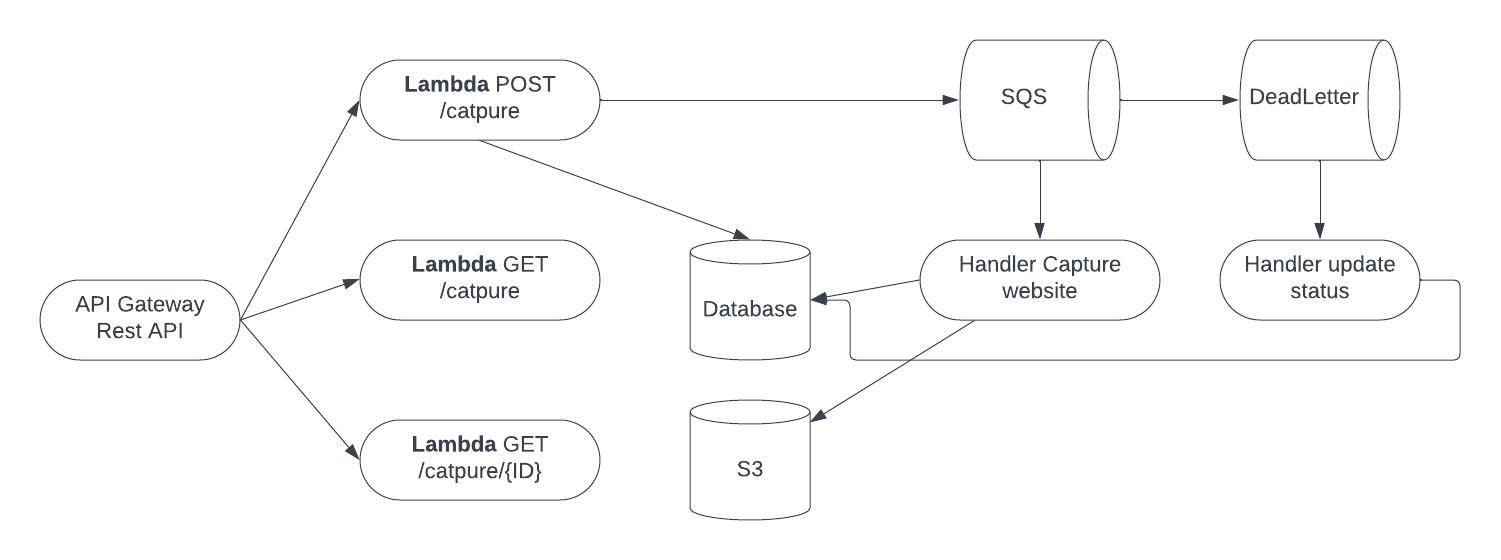 Lambda POST
/catpure
SQS
DeadLetter
API Gateway
Rest API
Lambda GET
/catpure
Database
Handler Capture
website
Handler update
status
Lambda GET
/catpure/{ID}
S3